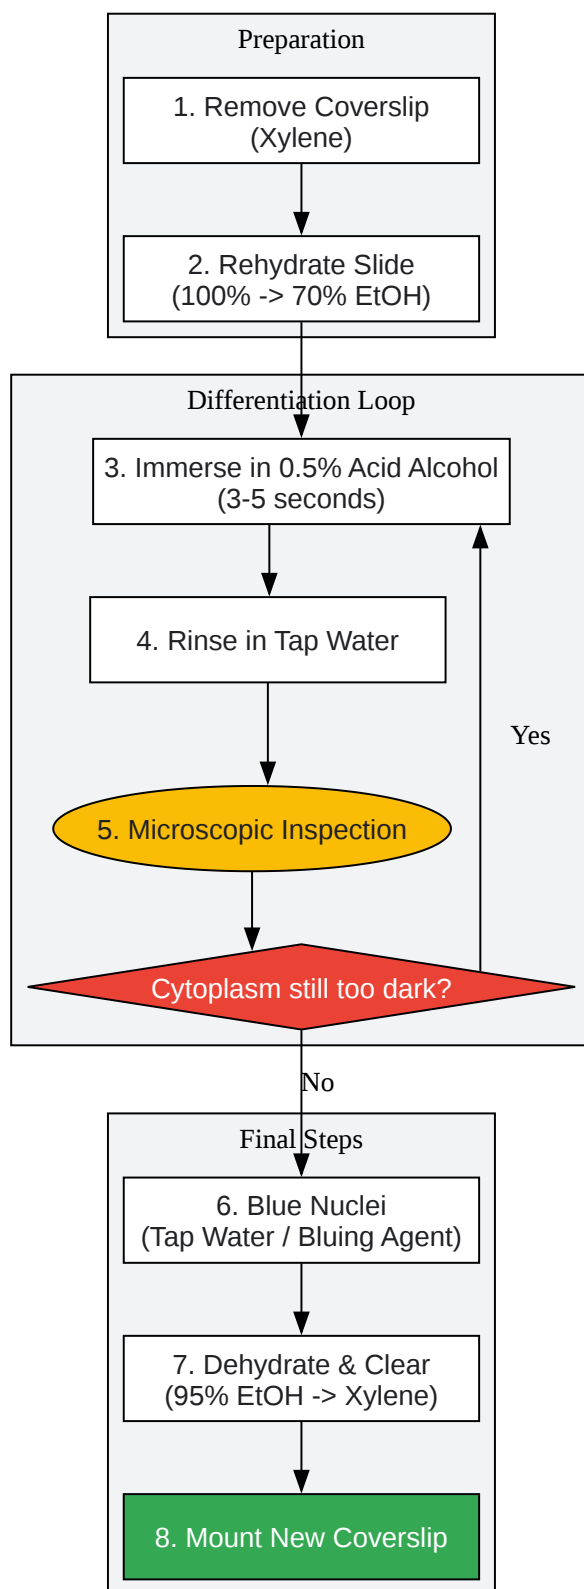 Preparation
1. Remove Coverslip
(Xylene)
2. Rehydrate Slide
(100% -> 70% EtOH)
Differentiation Loop
3. Immerse in 0.5% Acid Alcohol
(3-5 seconds)
4. Rinse in Tap Water
Yes
5. Microscopic Inspection
Cytoplasm still too dark?
No
Final Steps
6. Blue Nuclei
(Tap Water / Bluing Agent)
7. Dehydrate & Clear
(95% EtOH -> Xylene)
8. Mount New Coverslip